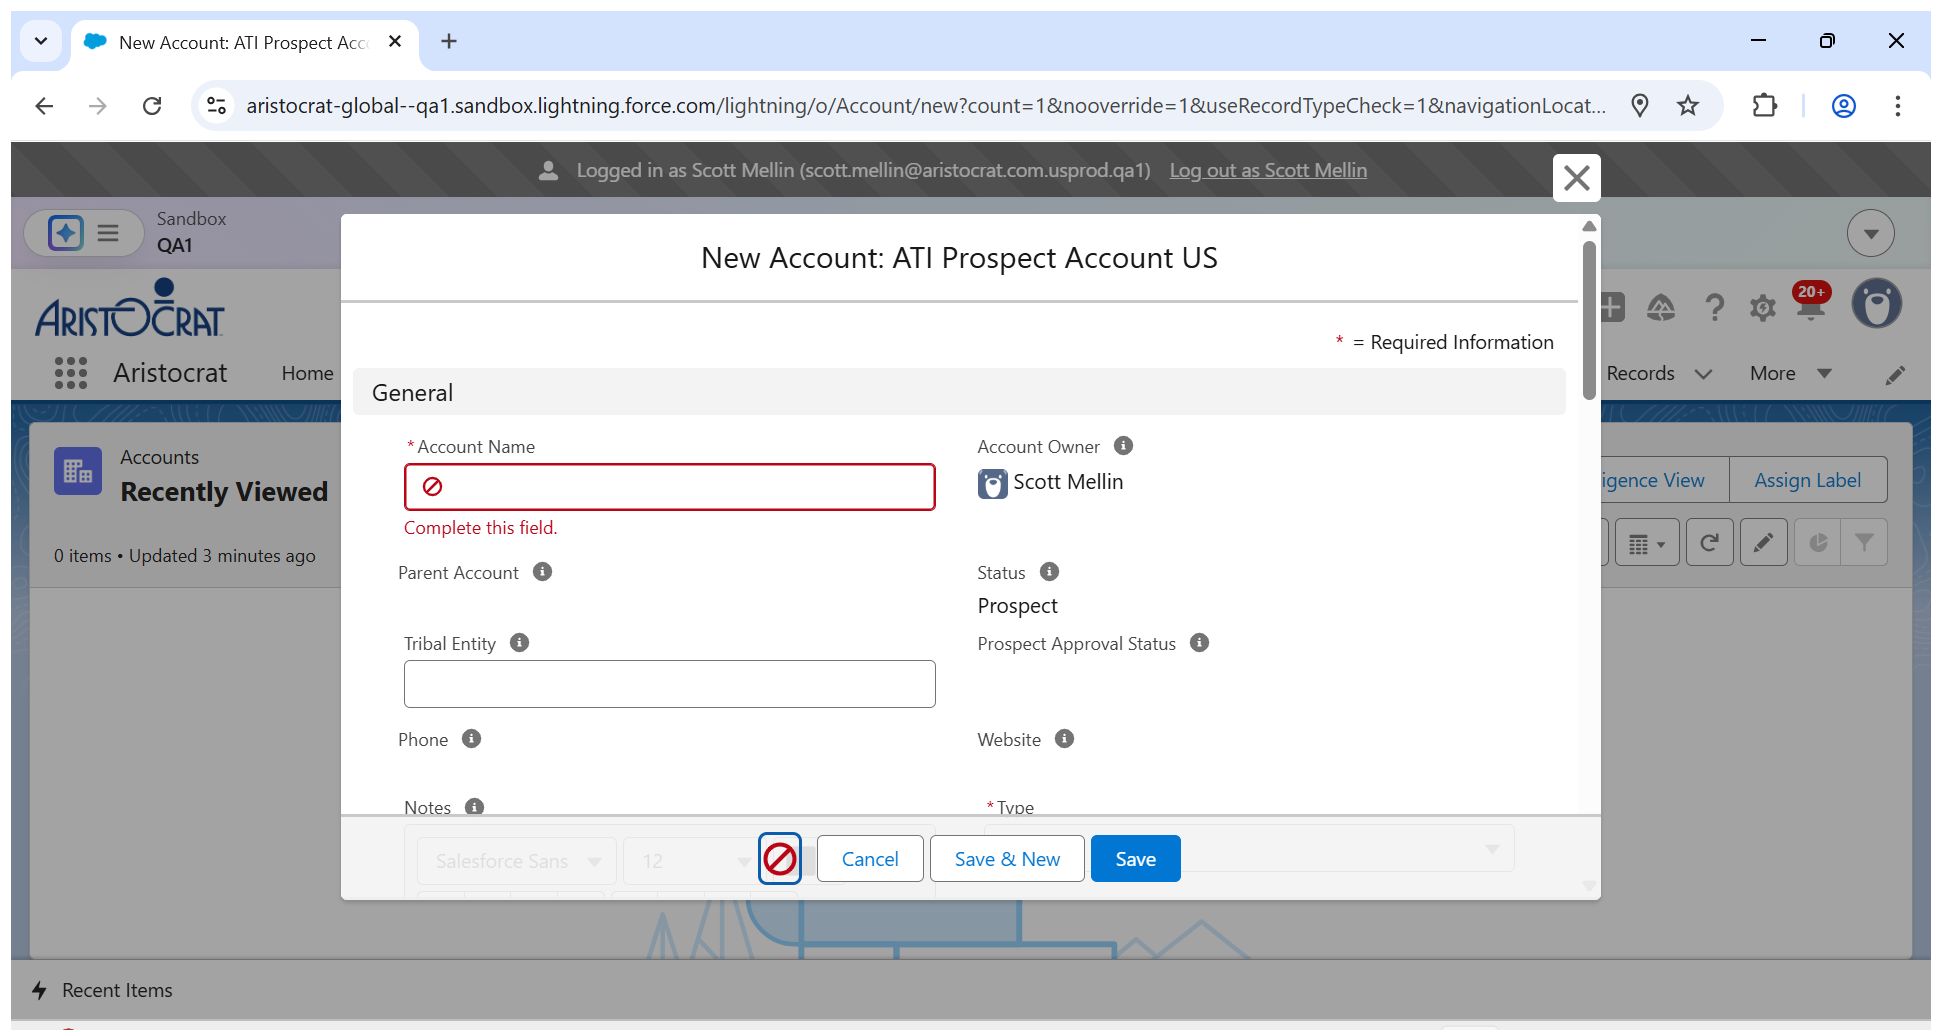 New Account: ATI Prospect Acc
aristocrat-global--qa1.sandbox.lightning.force.com/lightning/o/Account/new?count=1&nooverride=1&useRecordTypeCheck=1&navigationLocat...
Logged in as Scott Mellin (scott.mellin@aristocrat.com.usprod.qa1) Log out as Scott Mellin
Sandbox
QA1
New Account: ATI Prospect Account US
ARISTOCRAT
20+
* = Required Information
Aristocrat Home Records More
General
*Account Name
Account Owner
Scott Mellin
Complete this field.
Accounts
Recently Viewed
igence View Assign Label
0 items • Updated 3 minutes ago
Parent Account
Status
Prospect
Tribal Entity
Prospect Approval Status
Phone
Website
Notes
*Type
Salesforce Sans 12
Cancel Save & New Save
Recent Items